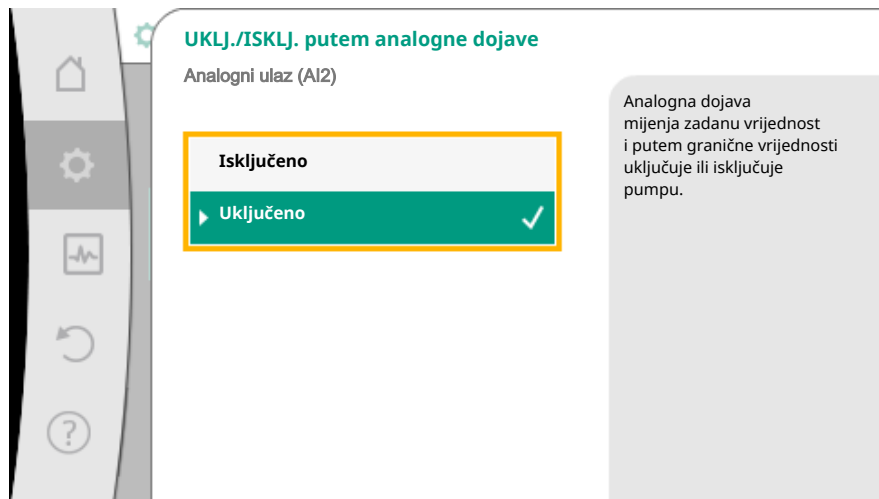 UKLJ./ISKLJ. putem analogne dojave
Analogni ulaz (AI2)
Isključeno
Uključeno
Analogna dojava
mijenja zadanu vrijednost
i putem granične vrijednosti
uključuje ili isključuje
pumpu.
?